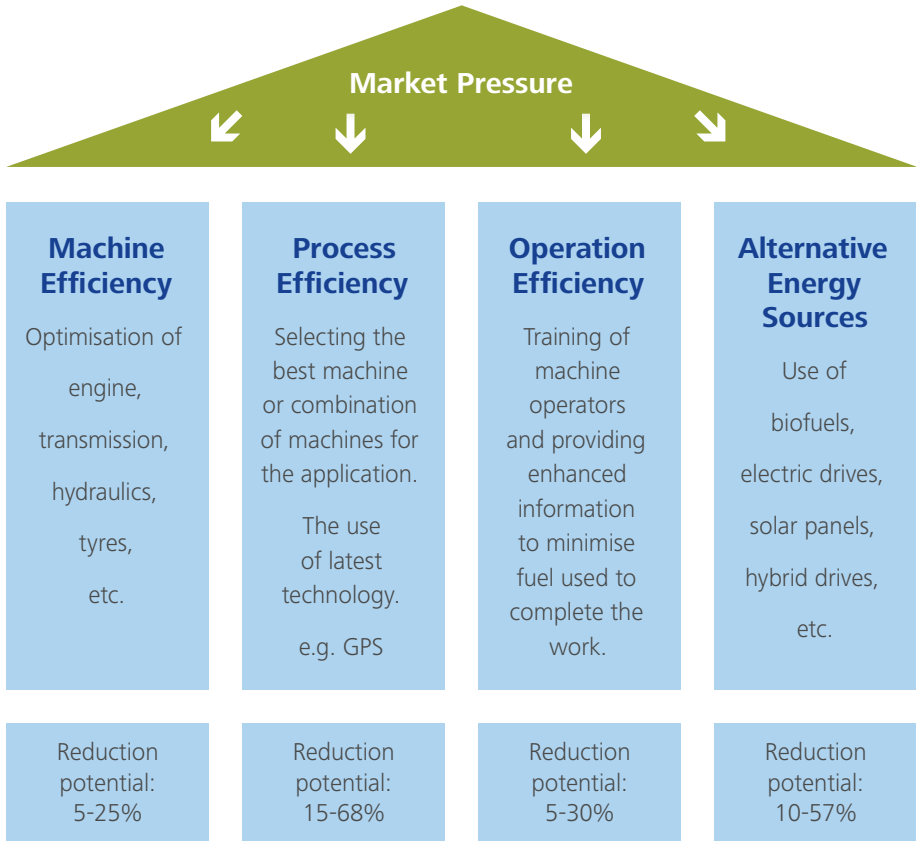 Market Pressure
Machine
Efficiency
Optimisation of
engine,
transmission,
hydraulics,
tyres,
etc.
Process
Efficiency
Selecting the
best machine
or combination
of machines for
the application.
The use
of latest
technology.
e.g. GPS
Operation
Efficiency
Training of
machine
operators
and providing
enhanced
information
to minimise
fuel used to
complete the
work.
Alternative
Energy
Sources
Use of
biofuels,
electric drives,
solar panels,
hybrid drives,
etc.
Reduction
potential:
5-25%
Reduction
potential:
15-68%
Reduction
potential:
5-30%
Reduction
potential:
10-57%